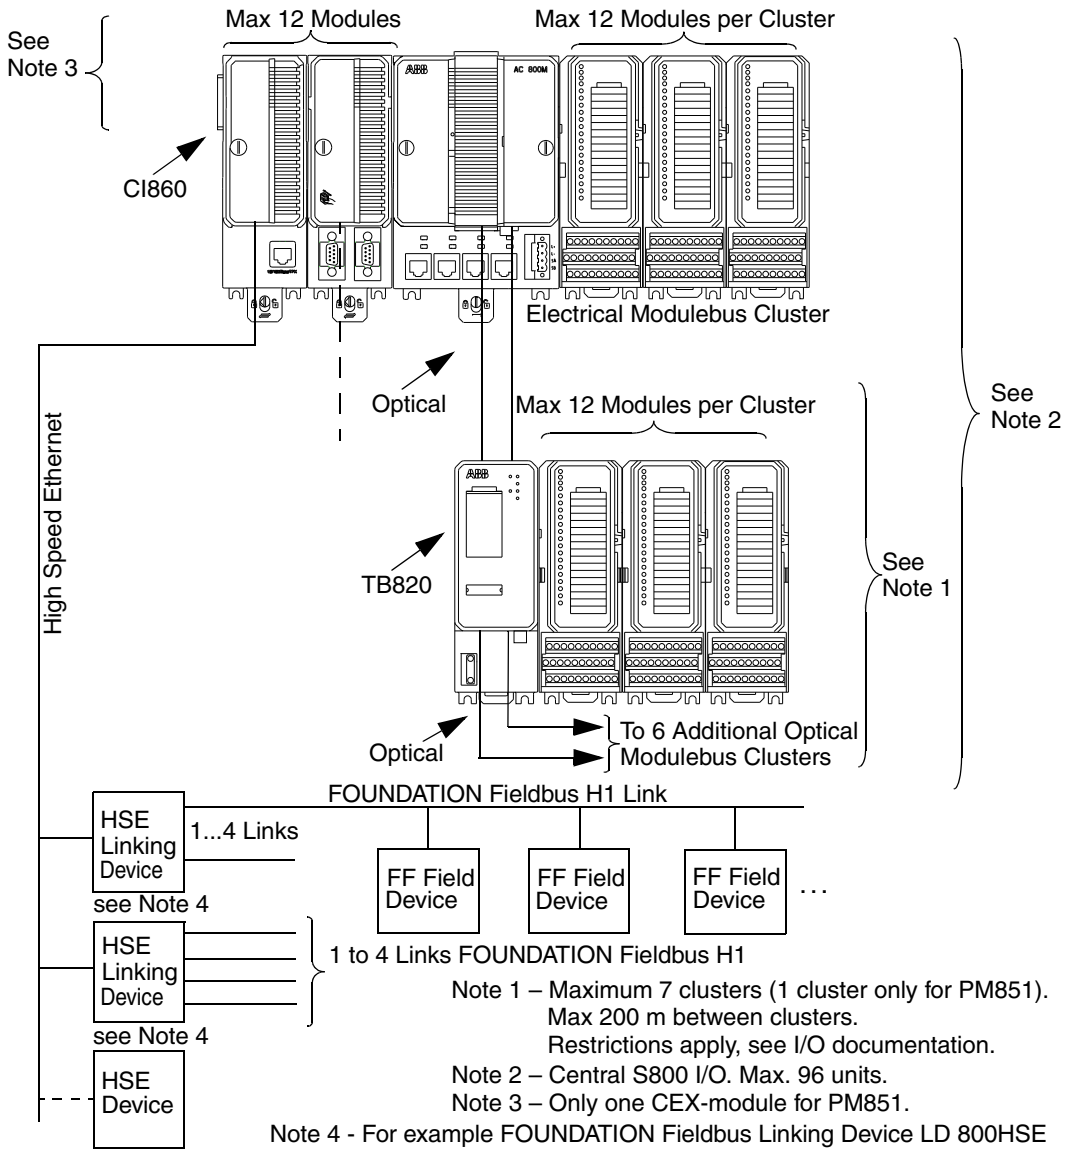 Max 12 Modules
Max 12 Modules per Cluster
See
Note 3
ABB
AC 800M
CI860
L+
L-
Electrical Modulebus Cluster
Optical
See
Note 2
Max 12 Modules per Cluster
High Speed Ethernet
ABB
TB820
See
Note 1
Optical
To 6 Additional Optical
Modulebus Clusters
FOUNDATION Fieldbus H1 Link
HSE
Linking
Device
1...4 Links
FF Field
Device
FF Field
Device
FF Field
Device
...
see Note 4
HSE
Linking
Device
1 to 4 Links FOUNDATION Fieldbus H1
see Note 4
HSE
Device
Note 1 – Maximum 7 clusters (1 cluster only for PM851).
Max 200 m between clusters.
Restrictions apply, see I/O documentation.
Note 2 – Central S800 I/O. Max. 96 units.
Note 3 – Only one CEX-module for PM851.
Note 4 - For example FOUNDATION Fieldbus Linking Device LD 800HSE